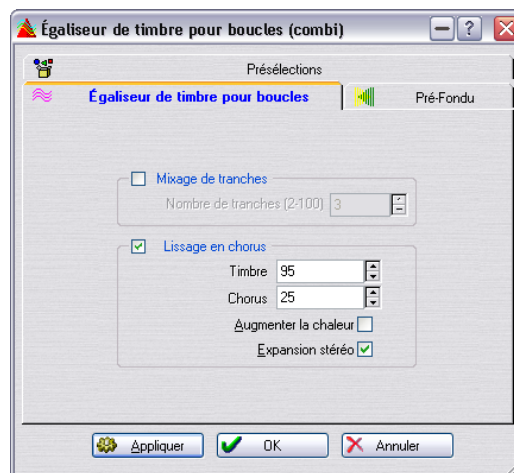 Égaliseur de timbre pour boucles (combi)
Présélections
Égaliseur de timbre pour boucles
Pré-Fondu
Mixage de tranches
Nombre de tranches (2-100) 3
Lissage en chorus
Timbre 95
Chorus 25
Augmenter la chaleur
Expansion stéréo
Appliquer OK Annuler